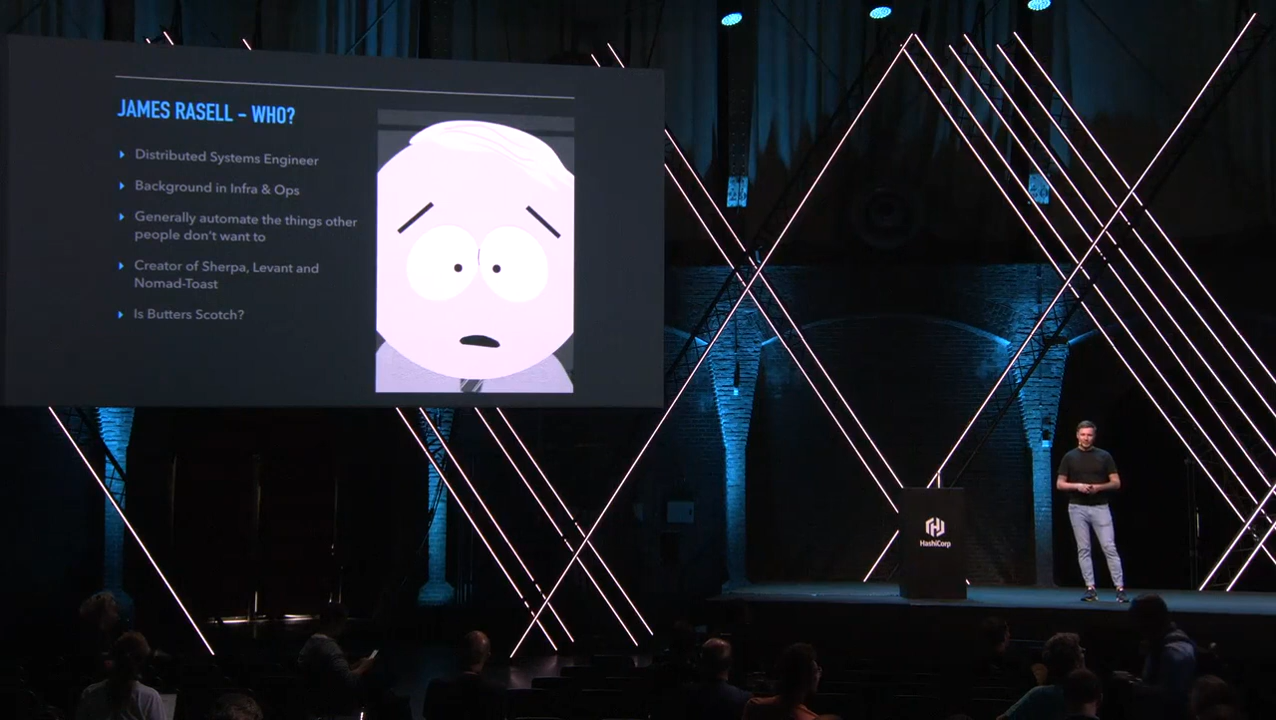 JAMES RASELL – WHO?
Distributed Systems Engineer
Background in Infra & Ops
Generally automate the things other
people don't want to
Creator of Sherpa, Levant and
Nomad-Toast
Is Butters Scotch?
HashiCorp